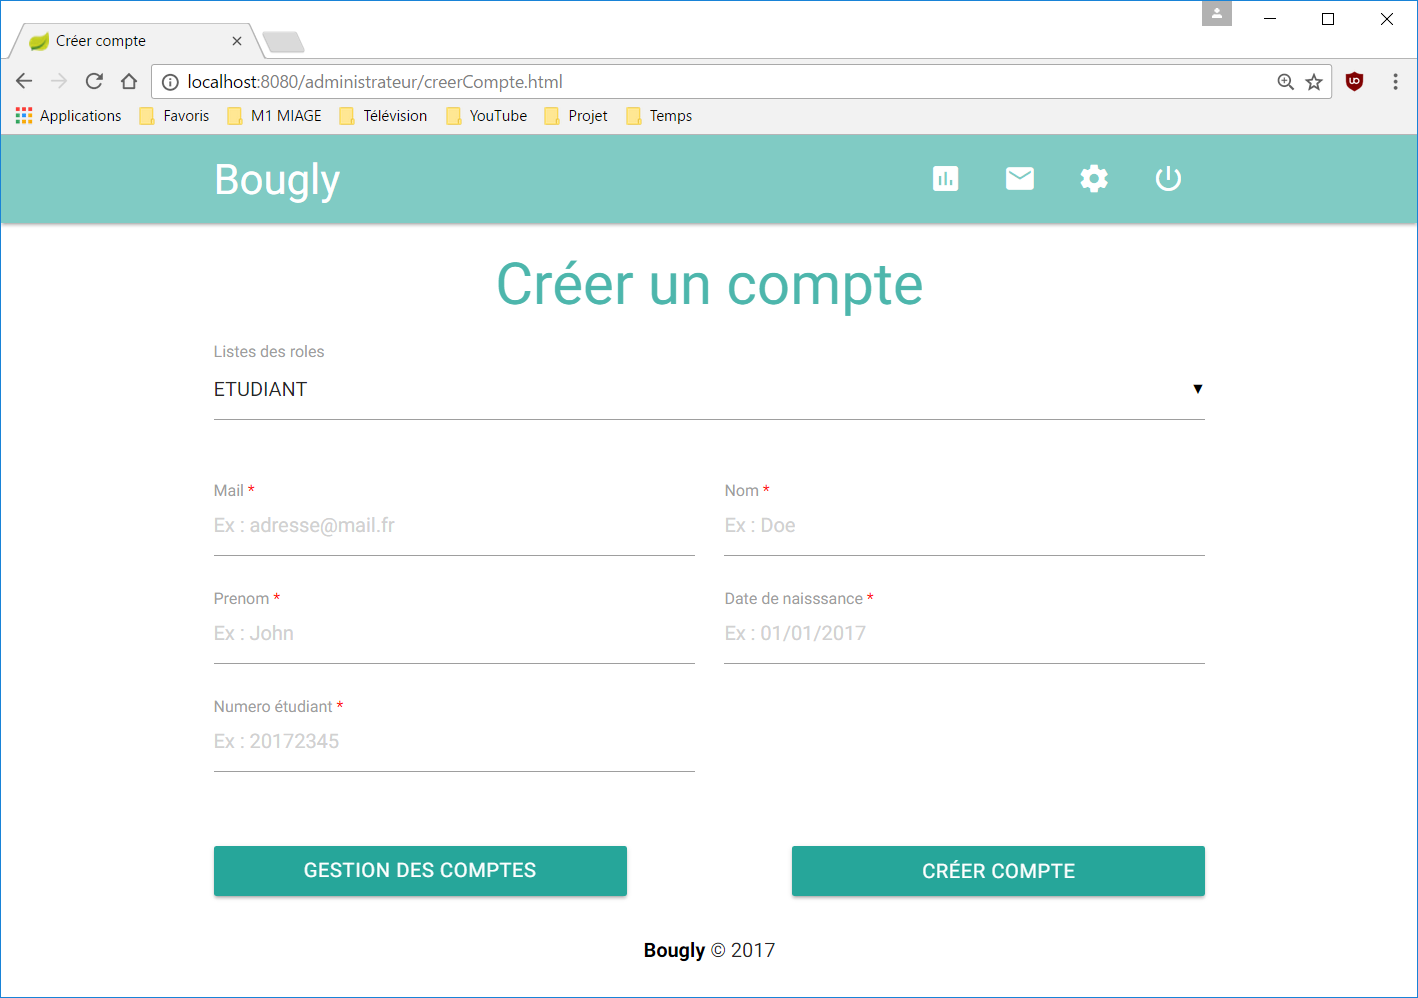 Créer compte
localhost:8080/administrateur/creerCompte.html
Applications Favoris M1 MIAGE Télévision YouTube Projet Temps
Bougly
Créer un compte
Listes des roles
ETUDIANT
Mail * Nom *
Ex : adresse@mail.fr Ex : Doe
Prenom * Date de naisssance *
Ex : John Ex : 01/01/2017
Numero étudiant *
Ex : 20172345
GESTION DES COMPTES CRÉER COMPTE
Bougly © 2017